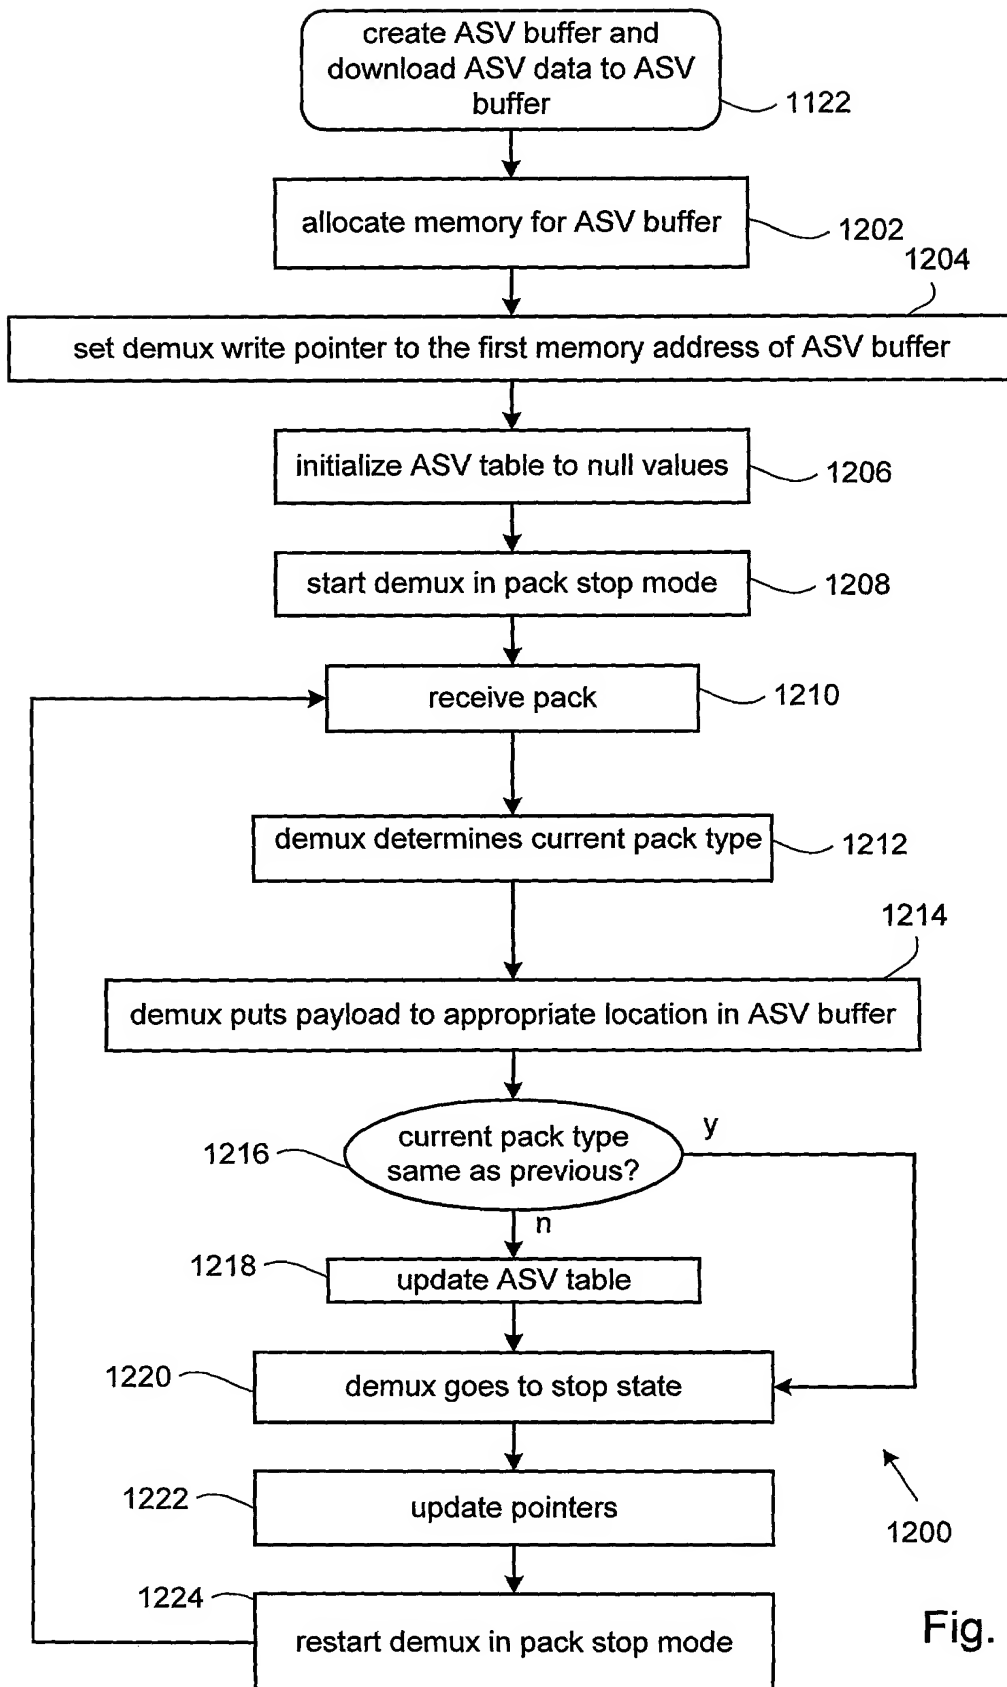 create ASV buffer and
download ASV data to ASV
buffer
1122
allocate memory for ASV buffer
1202
1204
set demux write pointer to the first memory address of ASV buffer
initialize ASV table to null values
1206
start demux in pack stop mode
1208
receive pack
1210
demux determines current pack type
1212
1214
demux puts payload to appropriate location in ASV buffer
1216
current pack type
same as previous?
y
n
1218
update ASV table
1220
demux goes to stop state
1222
update pointers
1200
1224
restart demux in pack stop mode
Fig.